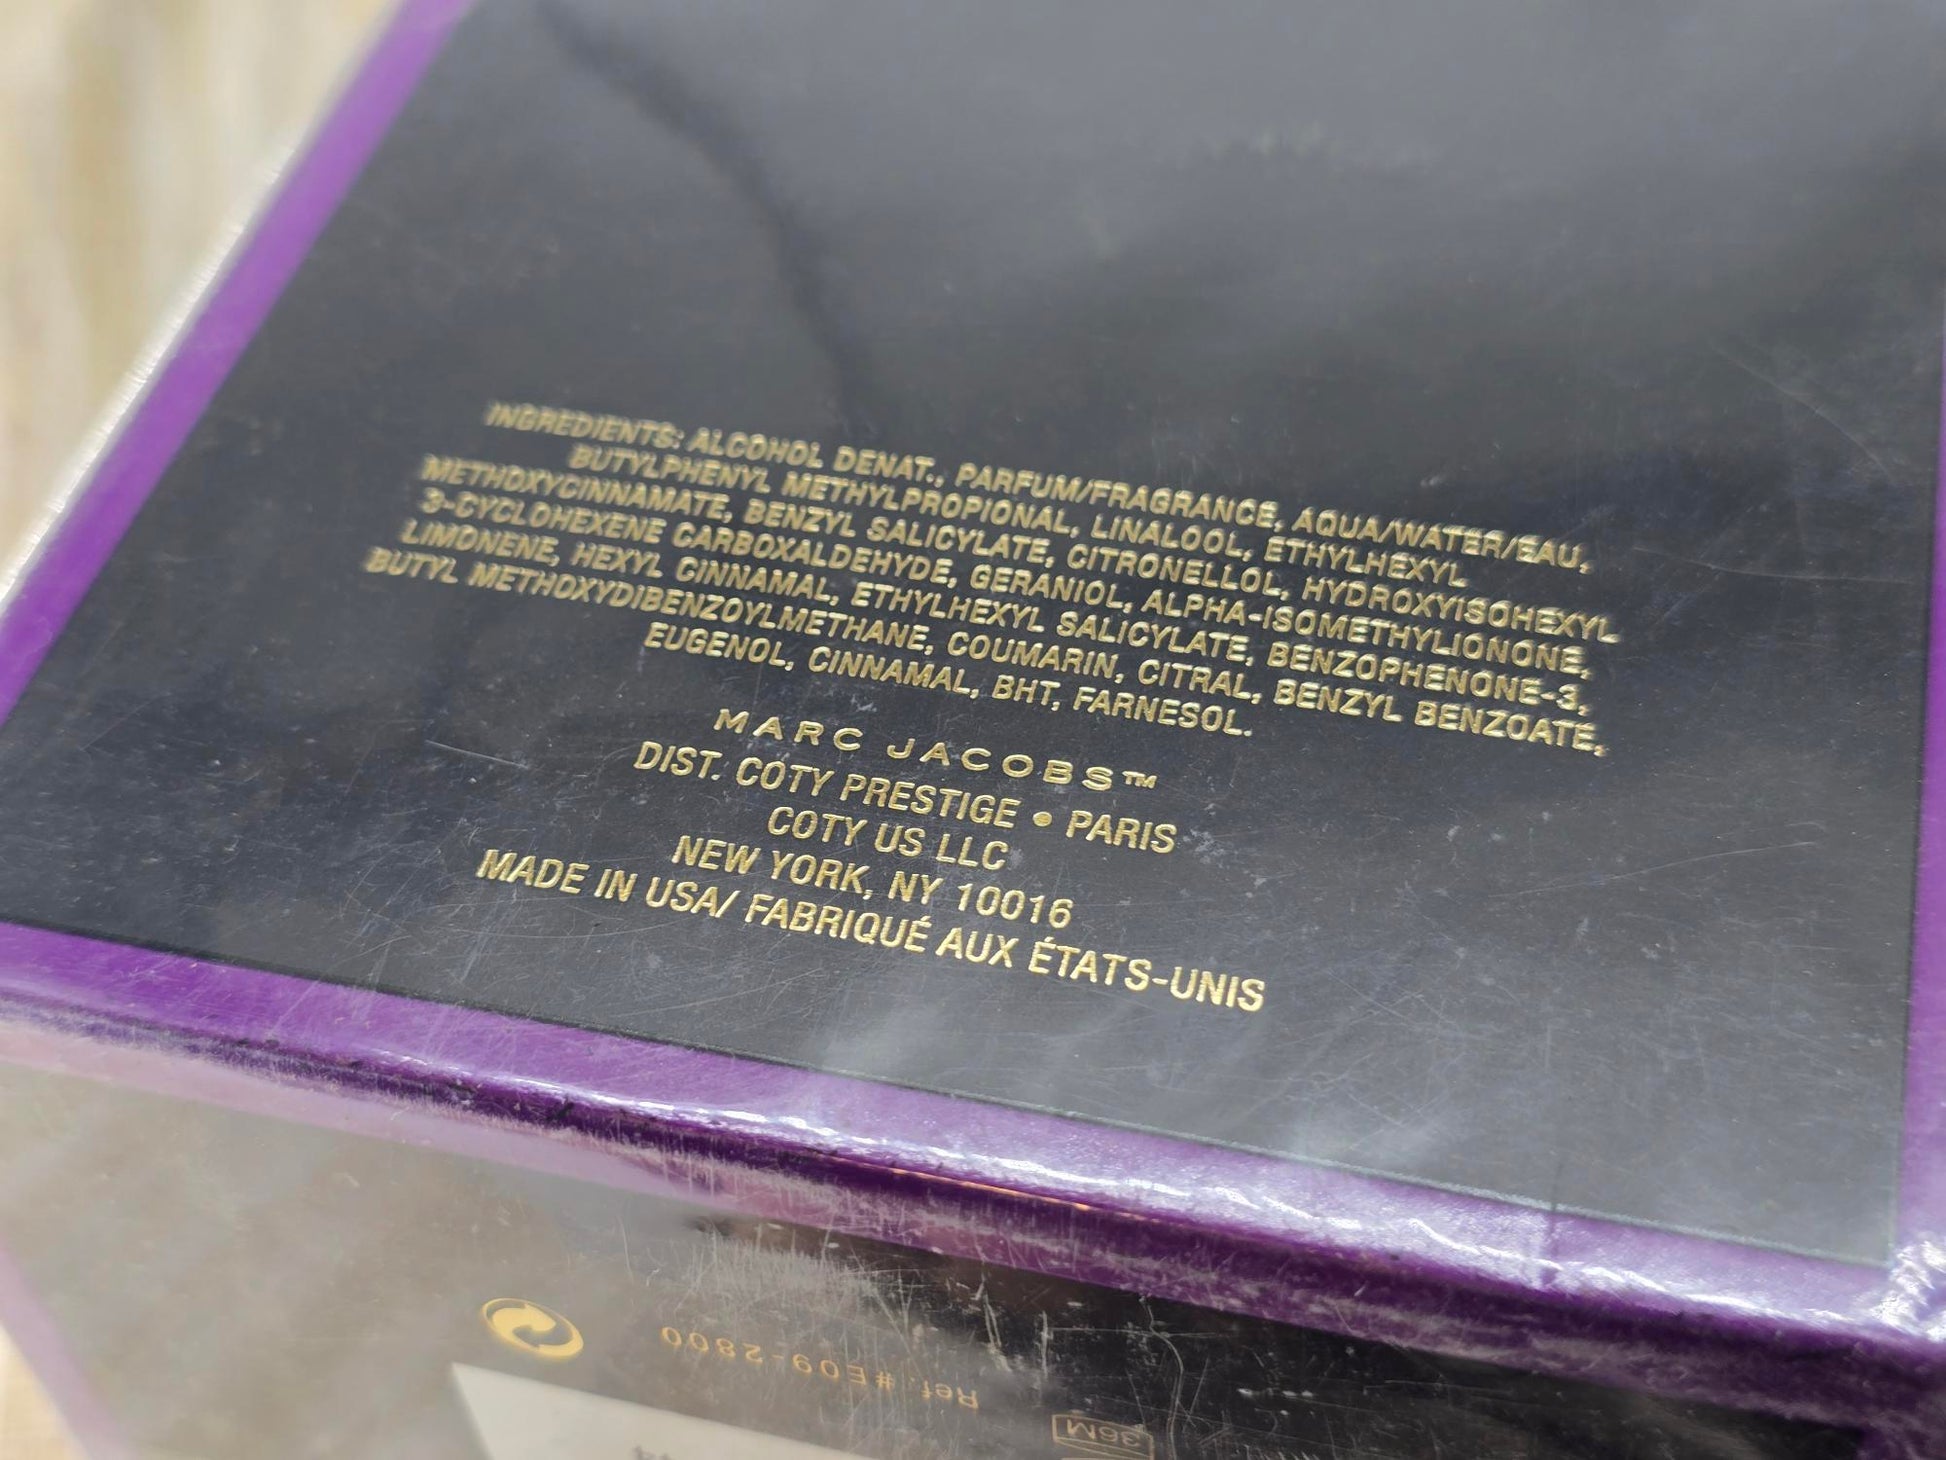 INGREDIENTS: ALCOHOL DENAT., PARFUM/FRAGRANCE, AQUA/WATER/EAU,
BUTYLPHENYL METHYLPROPIONAL, LINALOOL, ETHYLHEXYL
METHOXYCINNAMATE, BENZYL SALICYLATE, CITRONELLOL, HYDROXYISOHEXYL
3-CYCLOHEXENE CARBOXALDEHYDE, GERANIOL, ALPHA-ISOMETHYLIONONE,
LIMONENE, HEXYL CINNAMAL, ETHYLHEXYL SALICYLATE, BENZOPHENONE-3,
BUTYL METHOXYDIBENZOYLMETHANE, COUMARIN, CITRAL, BENZYL BENZOATE,
EUGENOL, CINNAMAL, BHT, FARNESOL.
MARC JACOBS™
DIST. COTY PRESTIGE • PARIS
COTY US LLC
NEW YORK, NY 10016
MADE IN USA/ FABRIQUÉ AUX ÉTATS-UNIS
Ref. #E09-2800
36M